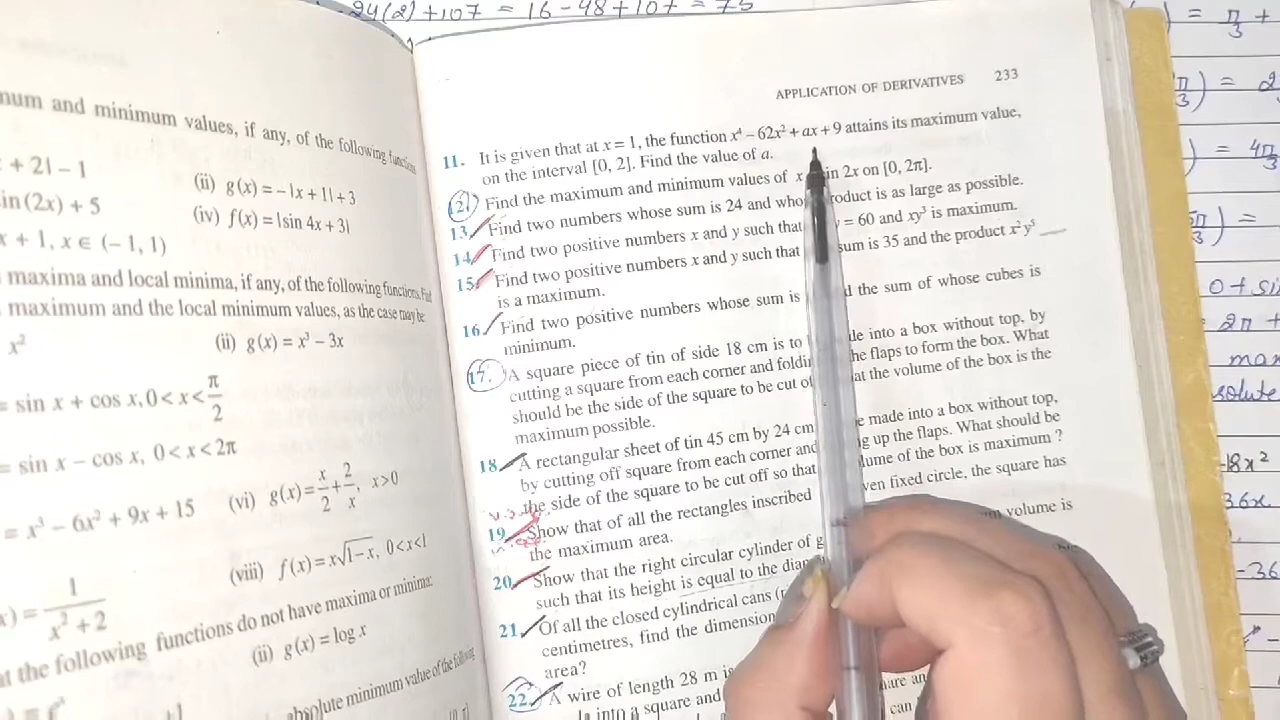 -24(2)+107 = 16-48+107 = 75
num and minimum values, if any, of the following functions
+ 2| – 1
(ii) g(x) = – |x + 1| + 3
in(2x) + 5
(iv) f(x) = |sin 4x + 3|
x + 1, x ∈ (– 1, 1)
maxima and local minima, if any, of the following functions. Find
maximum and the local minimum values, as the case may be:
x²
(ii) g(x) = x³ – 3x
= sin x + cos x, 0 < x < π/2
= sin x – cos x, 0 < x < 2π
= x³ – 6x² + 9x + 15
(vi) g(x) = x/2 + 2/x, x > 0
x) = 1/(x² + 2)
(viii) f(x) = x√(1–x), 0 < x < 1
at the following functions do not have maxima or minima:
(ii) g(x) = log x
absolute minimum value of the following
APPLICATION OF DERIVATIVES 233
11. It is given that at x = 1, the function x⁴ – 62x² + ax + 9 attains its maximum value,
on the interval [0, 2]. Find the value of a.
12. Find the maximum and minimum values of x in 2x on [0, 2π].
13. Find two numbers whose sum is 24 and who product is as large as possible.
14. Find two positive numbers x and y such that y = 60 and xy³ is maximum.
15. Find two positive numbers x and y such that sum is 35 and the product x² y⁵
is a maximum.
16. Find two positive numbers whose sum is d the sum of whose cubes is
minimum.
17. A square piece of tin of side 18 cm is to de into a box without top, by
cutting a square from each corner and foldin he flaps to form the box. What
should be the side of the square to be cut of at the volume of the box is the
maximum possible.
18. A rectangular sheet of tin 45 cm by 24 cm e made into a box without top,
by cutting off square from each corner and g up the flaps. What should be
the side of the square to be cut off so that lume of the box is maximum ?
19. Show that of all the rectangles inscribed ven fixed circle, the square has
the maximum area.
20. Show that the right circular cylinder of g m volume is
such that its height is equal to the dia
21. Of all the closed cylindrical cans (
centimetres, find the dimension
area?
22. A wire of length 28 m is
into a square and can
= π/3 +
= 4π/3
0 + sin
= 2π +
solute
-18x²
36x
-36